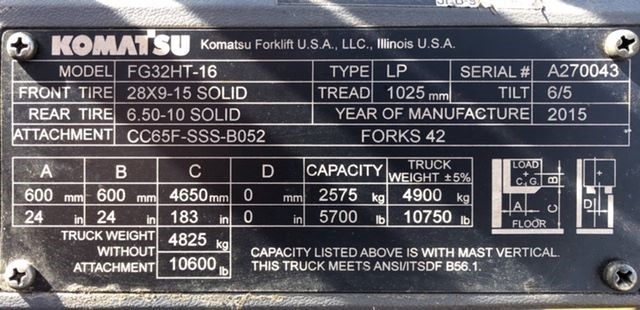 KOMATSU Komatsu Forklift U.S.A., LLC., Illinois U.S.A.
MODEL FG32HT-16 TYPE LP SERIAL # A270043
FRONT TIRE 28X9-15 SOLID TREAD 1025 mm TILT 6/5
REAR TIRE 6.50-10 SOLID YEAR OF MANUFACTURE 2015
ATTACHMENT CC65F-SSS-B052 FORKS 42
A B C D CAPACITY TRUCK WEIGHT ±5%
600 mm 600 mm 4650 mm 0 mm 2575 kg 4900 kg
24 in 24 in 183 in 0 in 5700 lb 10750 lb
TRUCK WEIGHT WITHOUT ATTACHMENT 4825 kg
10600 lb
CAPACITY LISTED ABOVE IS WITH MAST VERTICAL.
THIS TRUCK MEETS ANSI/ITSDF B56.1.
LOAD
C.G. B
A C D
FLOOR